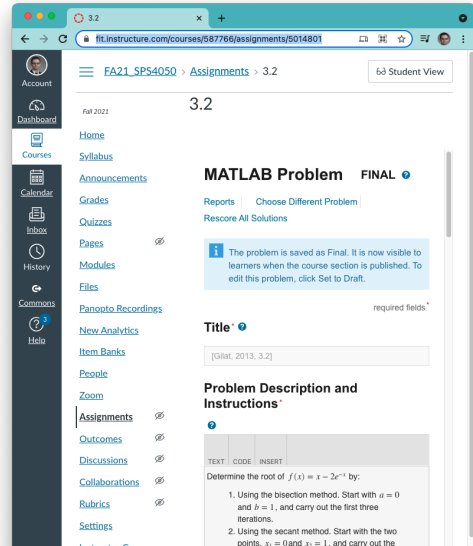 3.2
fit.instructure.com/courses/587766/assignments/5014801
Account
Dashboard
Courses
Calendar
Inbox
History
Commons
3
Help
FA21_SPS4050 > Assignments > 3.2
Student View
Fall 2021
Home
Syllabus
Announcements
Grades
Quizzes
Pages
Modules
Files
Panopto Recordings
New Analytics
Item Banks
People
Zoom
Assignments
Outcomes
Discussions
Collaborations
Rubrics
Settings
3.2
MATLAB Problem FINAL ?
Reports | Choose Different Problem |
Rescore All Solutions
i The problem is saved as Final. It is now visible to
learners when the course section is published. To
edit this problem, click Set to Draft.
required fields*
Title* ?
[Gilat, 2013, 3.2]
Problem Description and
Instructions*
?
TEXT CODE INSERT
Determine the root of f(x) = x − 2e⁻ˣ by:
1. Using the bisection method. Start with a = 0
and b = 1, and carry out the first three
iterations.
2. Using the secant method. Start with the two
points, x₁ = 0 and x₂ = 1, and carry out the